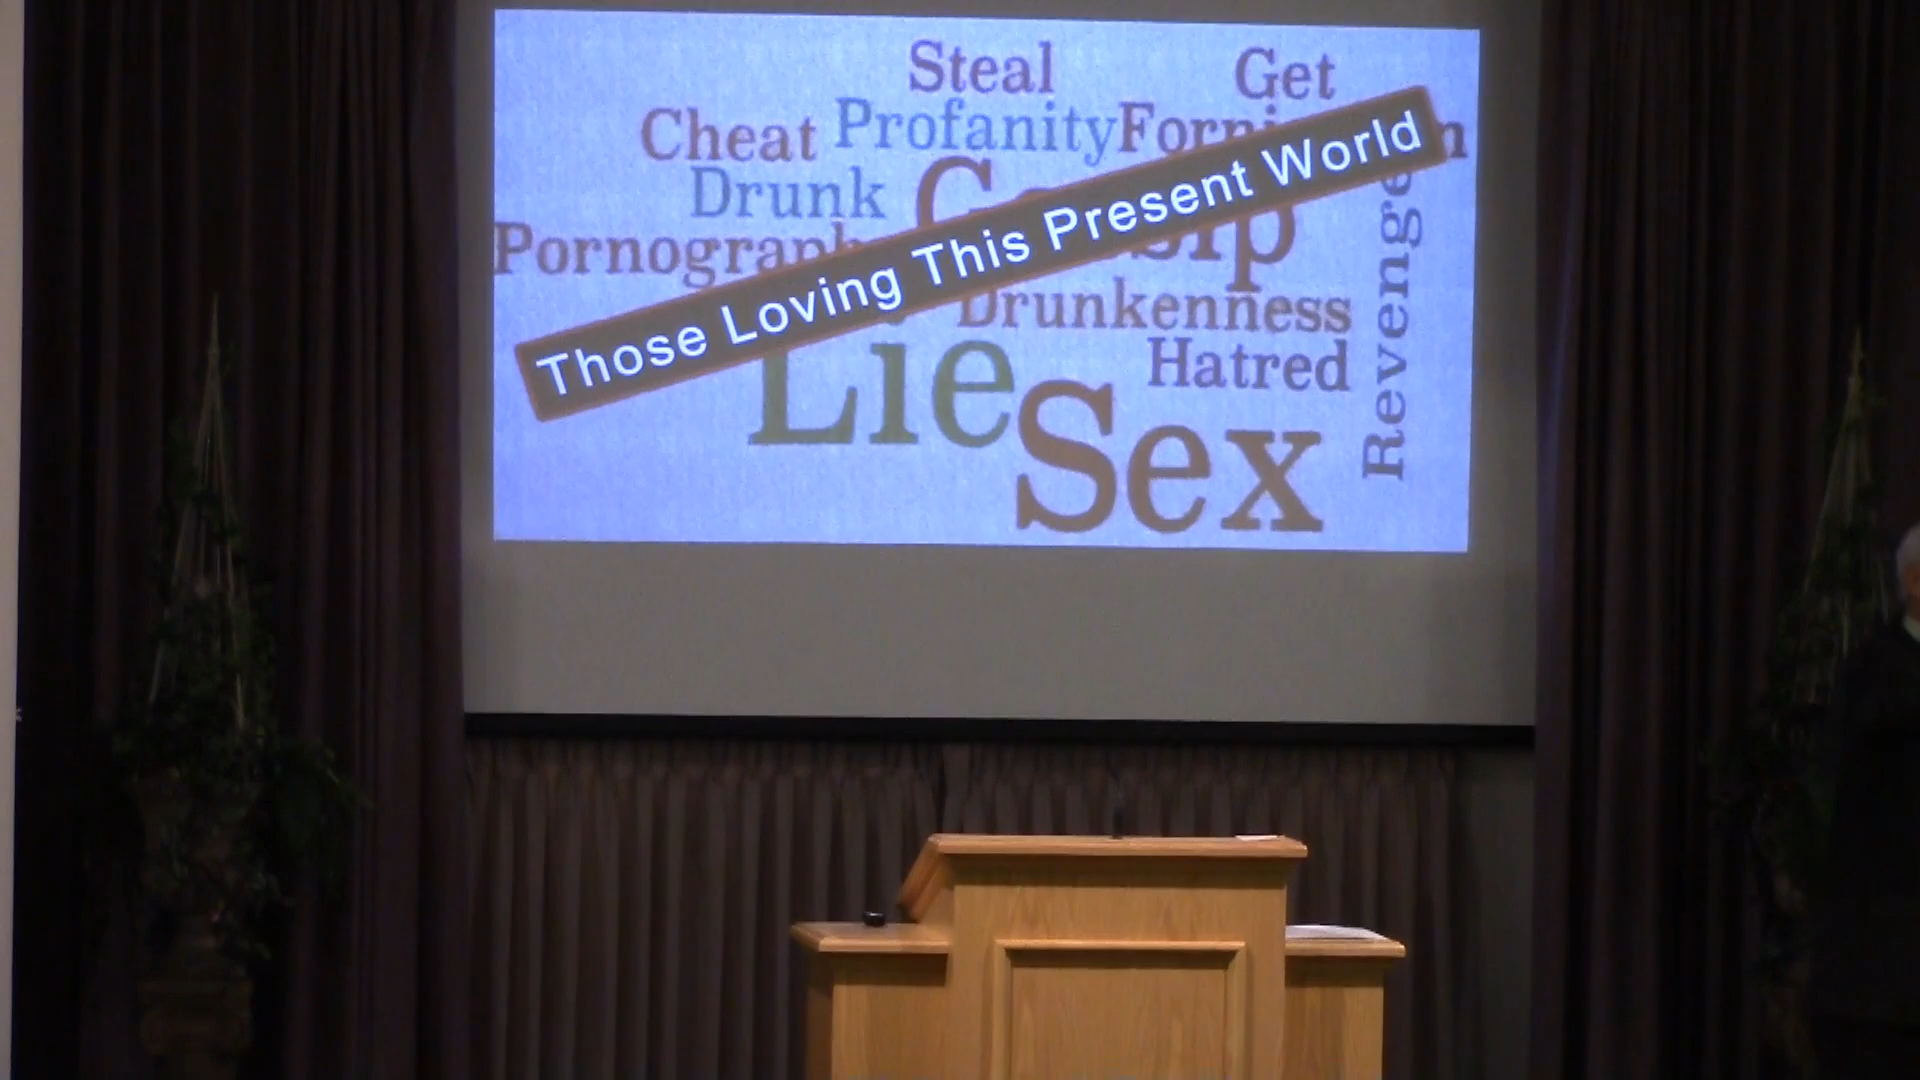 Steal
Get
Cheat
Profanity
Drunk
Drunkenness
Hatred
Revenge
Lie
Sex
Those Loving This Present World